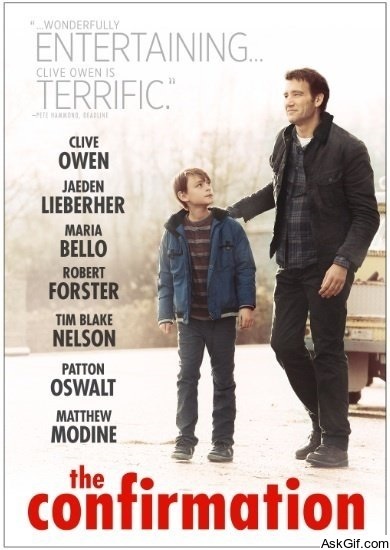 "...WONDERFULLY
ENTERTAINING...
CLIVE OWEN IS
TERRIFIC."
—PETE HAMMOND, DEADLINE
CLIVE
OWEN
JAEDEN
LIEBERHER
MARIA
BELLO
ROBERT
FORSTER
TIM BLAKE
NELSON
PATTON
OSWALT
MATTHEW
MODINE
the
confirmation
AskGif.com